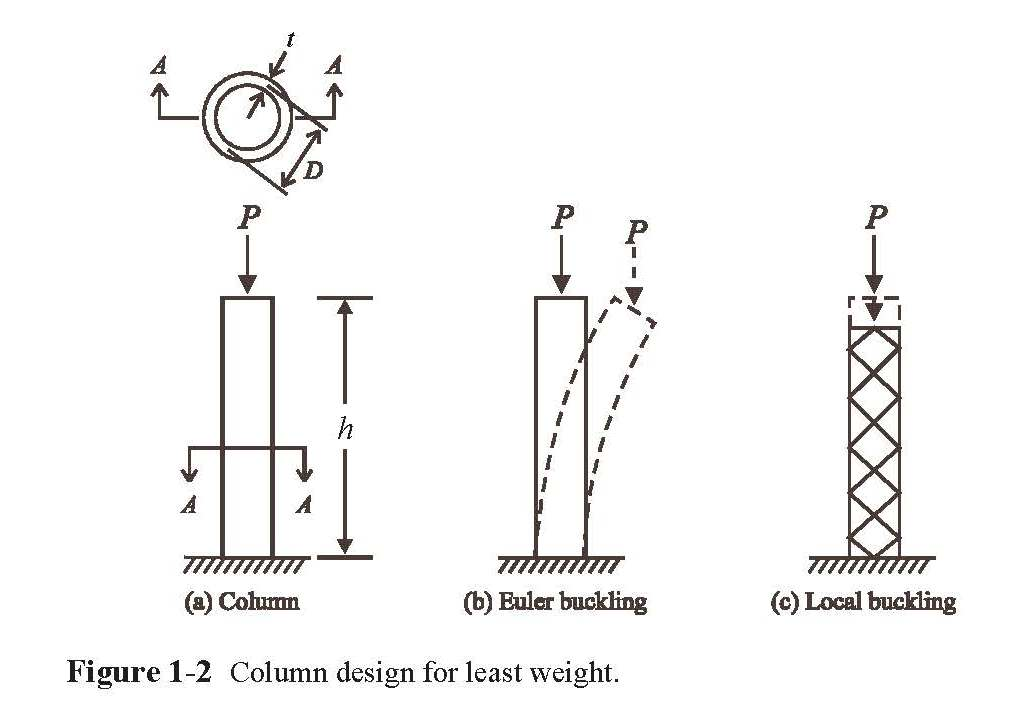 t
A A
D
P P P P
h
A A
(a) Column (b) Euler buckling (c) Local buckling
Figure 1-2 Column design for least weight.